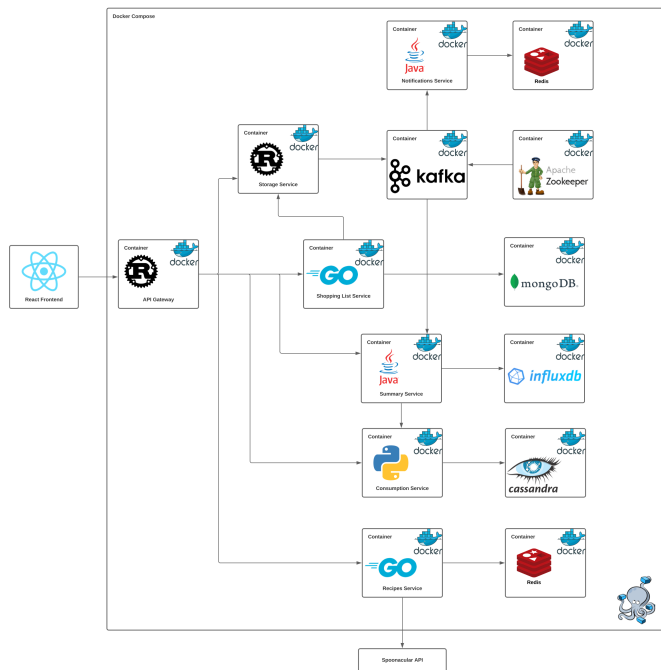 Docker Compose
Container
docker
Java
Notifications Service
Container
docker
Redis
Container
docker
R
Storage Service
Container
docker
kafka
Container
docker
Apache
Zookeeper
React Frontend
Container
docker
R
API Gateway
Container
docker
GO
Shopping List Service
Container
docker
mongoDB
Container
docker
Java
Summary Service
Container
docker
influxdb
Container
docker
Consumption Service
Container
docker
cassandra
Container
docker
GO
Recipes Service
Container
docker
Redis
Spoonacular API